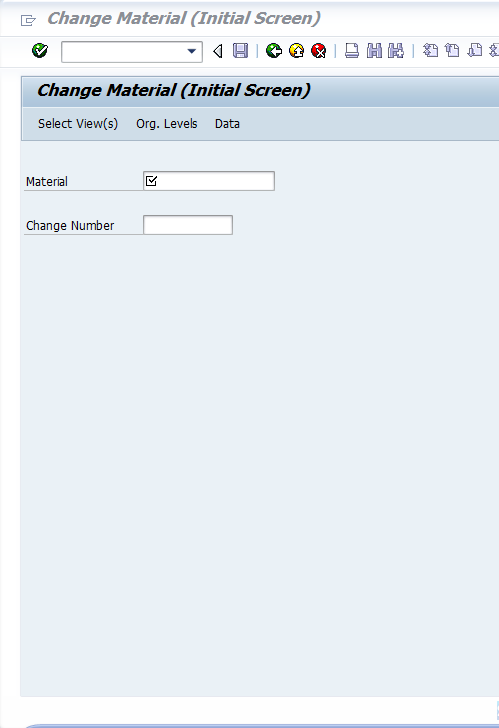 Change Material (Initial Screen)
Change Material (Initial Screen)
Select View(s) Org. Levels Data
Material
Change Number